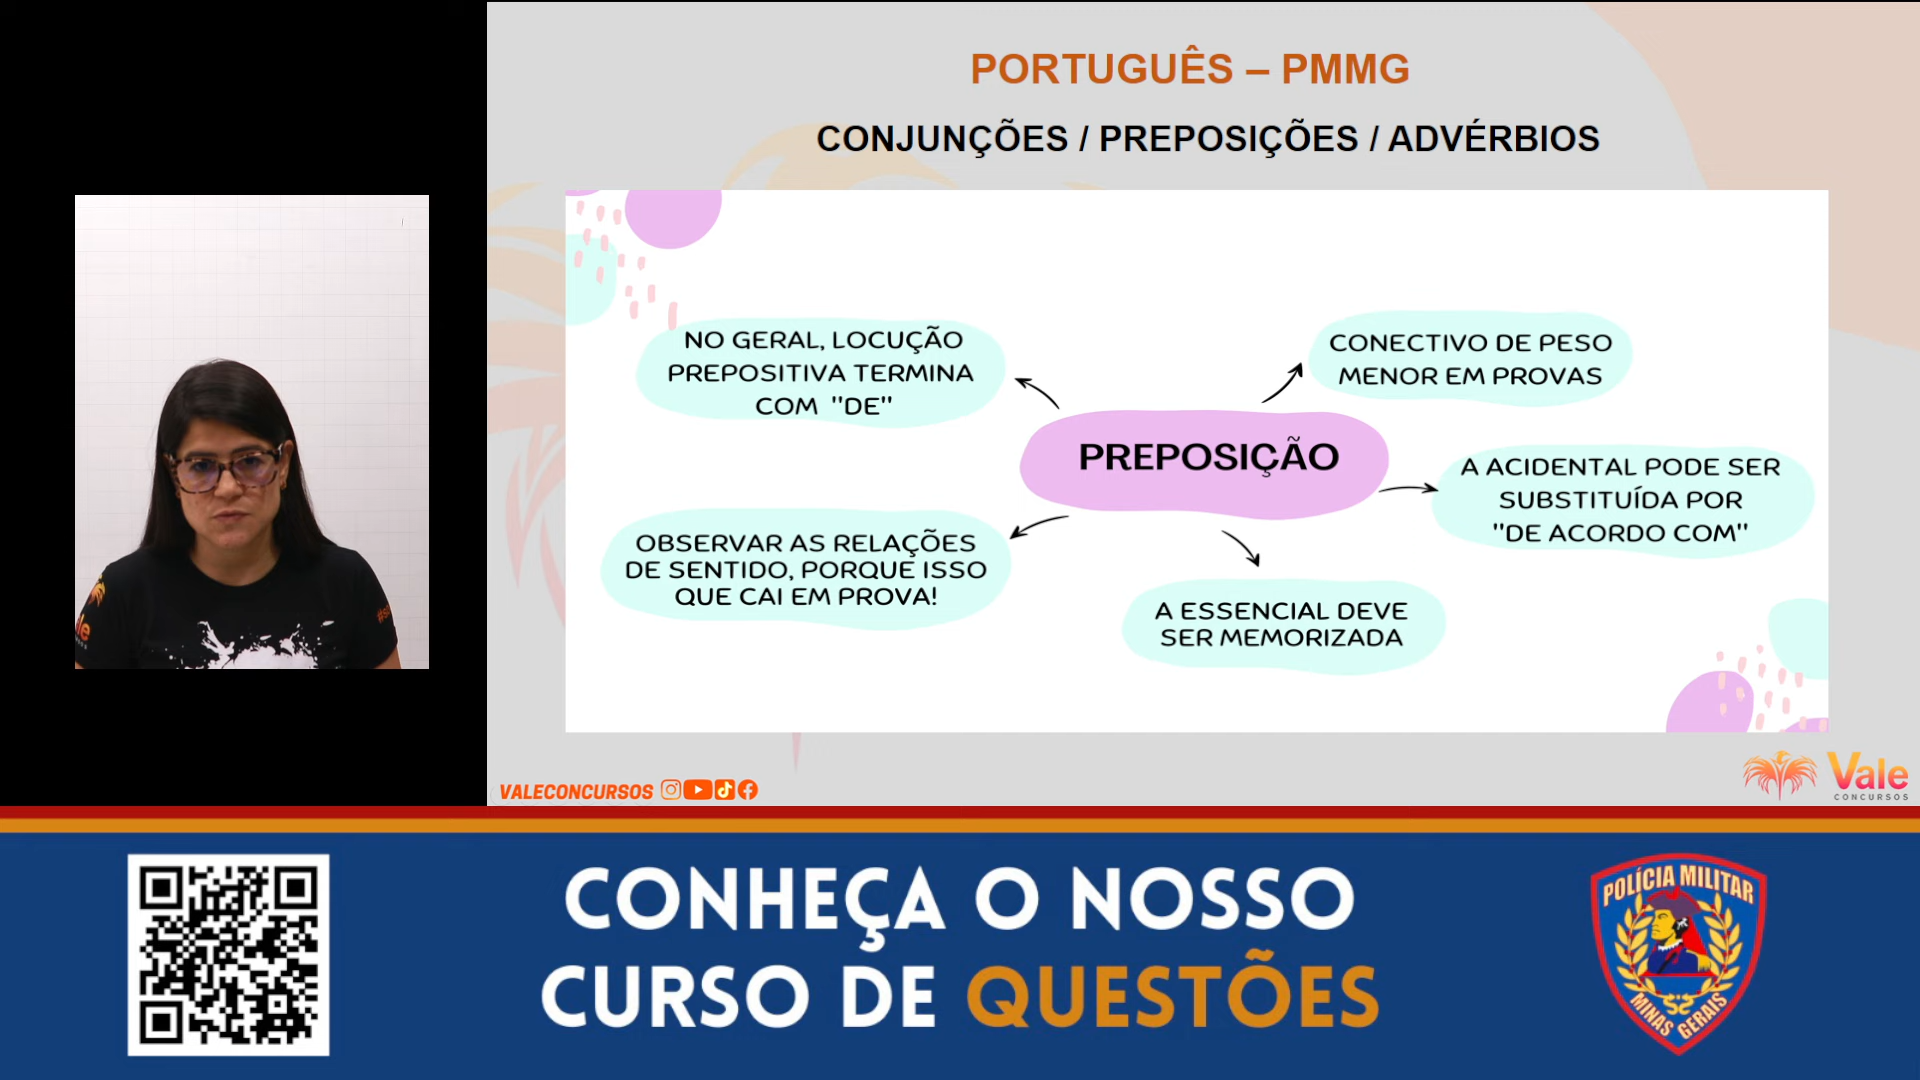 PORTUGUÊS – PMMG
CONJUNÇÕES / PREPOSIÇÕES / ADVÉRBIOS
NO GERAL, LOCUÇÃO
PREPOSITIVA TERMINA
COM "DE"
CONECTIVO DE PESO
MENOR EM PROVAS
PREPOSIÇÃO
A ACIDENTAL PODE SER
SUBSTITUÍDA POR
"DE ACORDO COM"
OBSERVAR AS RELAÇÕES
DE SENTIDO, PORQUE ISSO
QUE CAI EM PROVA!
A ESSENCIAL DEVE
SER MEMORIZADA
VALECONCURSOS
Vale
CONCURSOS
CONHEÇA O NOSSO
CURSO DE QUESTÕES
POLÍCIA MILITAR
MINAS GERAIS